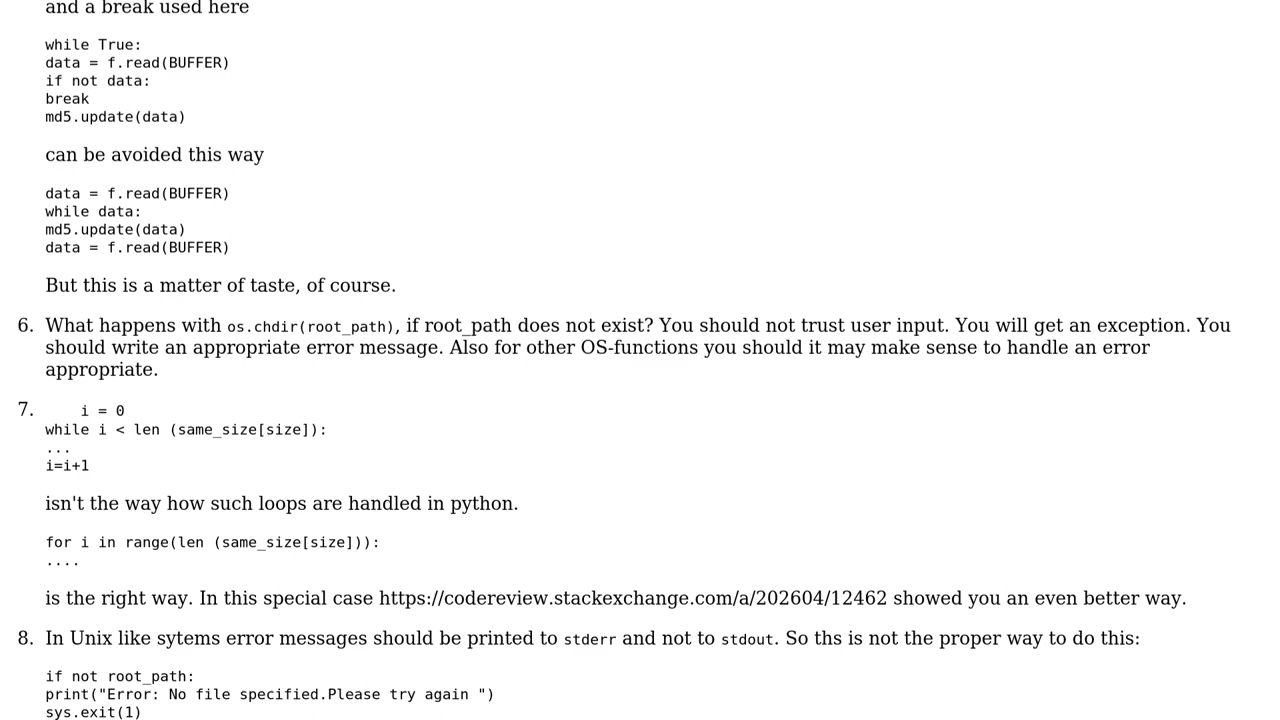 and a break used here
while True:
data = f.read(BUFFER)
if not data:
break
md5.update(data)
can be avoided this way
data = f.read(BUFFER)
while data:
md5.update(data)
data = f.read(BUFFER)
But this is a matter of taste, of course.
6. What happens with os.chdir(root_path), if root_path does not exist? You should not trust user input. You will get an exception. You
should write an appropriate error message. Also for other OS-functions you should it may make sense to handle an error
appropriate.
7.     i = 0
while i < len (same_size[size]):
...
i=i+1
isn't the way how such loops are handled in python.
for i in range(len (same_size[size])):
....
is the right way. In this special case https://codereview.stackexchange.com/a/202604/12462 showed you an even better way.
8. In Unix like sytems error messages should be printed to stderr and not to stdout. So ths is not the proper way to do this:
if not root_path:
print("Error: No file specified.Please try again ")
sys.exit(1)